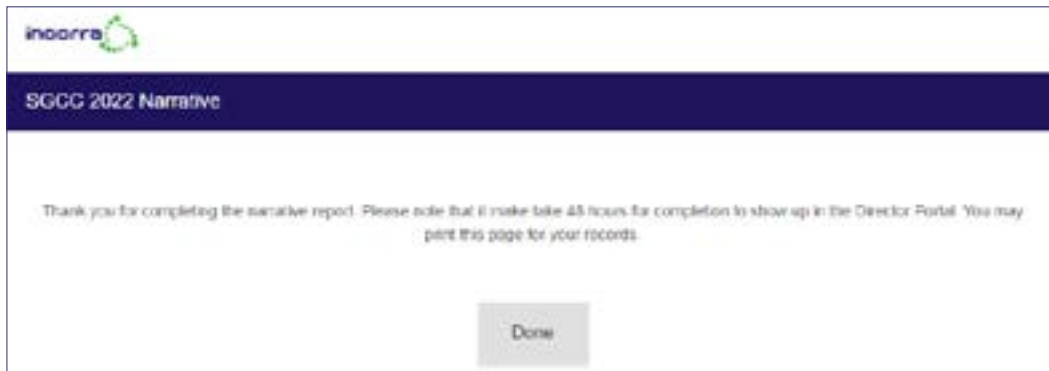 inoorra
SGCC 2022 Narrative
Thank you for completing the narrative report. Please note that it make take 48 hours for completion to show up in the Director Portal. You may
print this page for your records.
Done